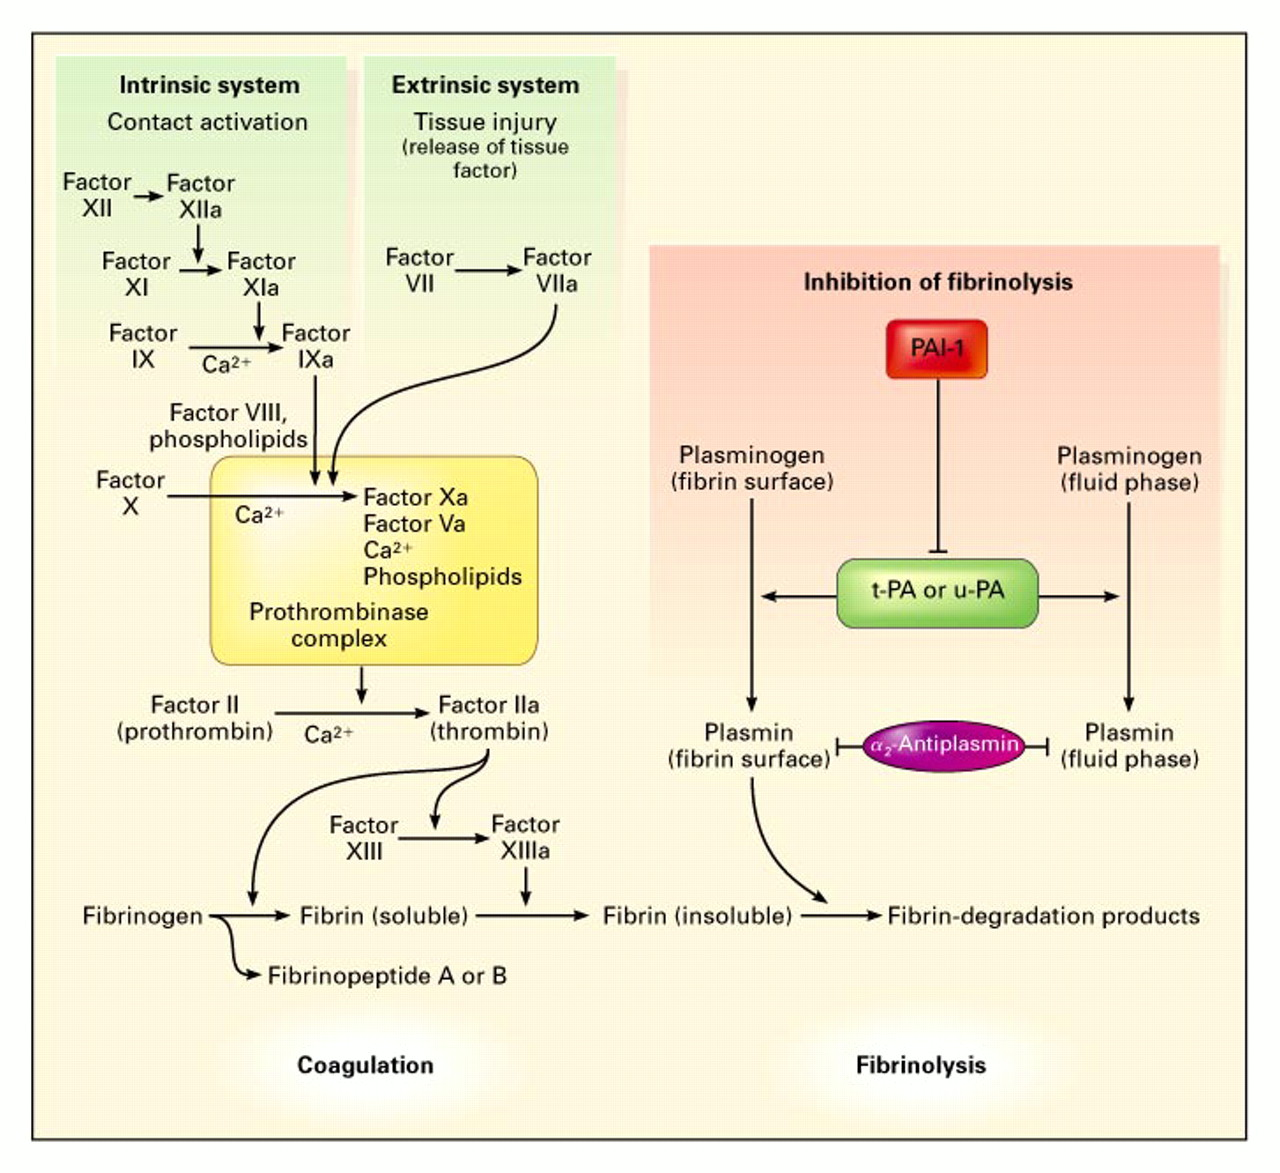 Intrinsic system
Contact activation
Factor XII
Factor XIIa
Factor XI
Factor XIa
Factor IX
Ca2+
Factor IXa
Extrinsic system
Tissue injury
(release of tissue
factor)
Factor VII
Factor VIIa
Factor VIII,
phospholipids
Factor X
Ca2+
Factor Xa
Factor Va
Ca2+
Phospholipids
Prothrombinase
complex
Factor II
(prothrombin)
Ca2+
Factor IIa
(thrombin)
Factor XIII
Factor XIIIa
Fibrinogen
Fibrin (soluble)
Fibrin (insoluble)
Fibrin-degradation products
Fibrinopeptide A or B
Coagulation
Inhibition of fibrinolysis
PAI-1
Plasminogen
(fibrin surface)
Plasminogen
(fluid phase)
t-PA or u-PA
Plasmin
(fibrin surface)
α2-Antiplasmin
Plasmin
(fluid phase)
Fibrinolysis